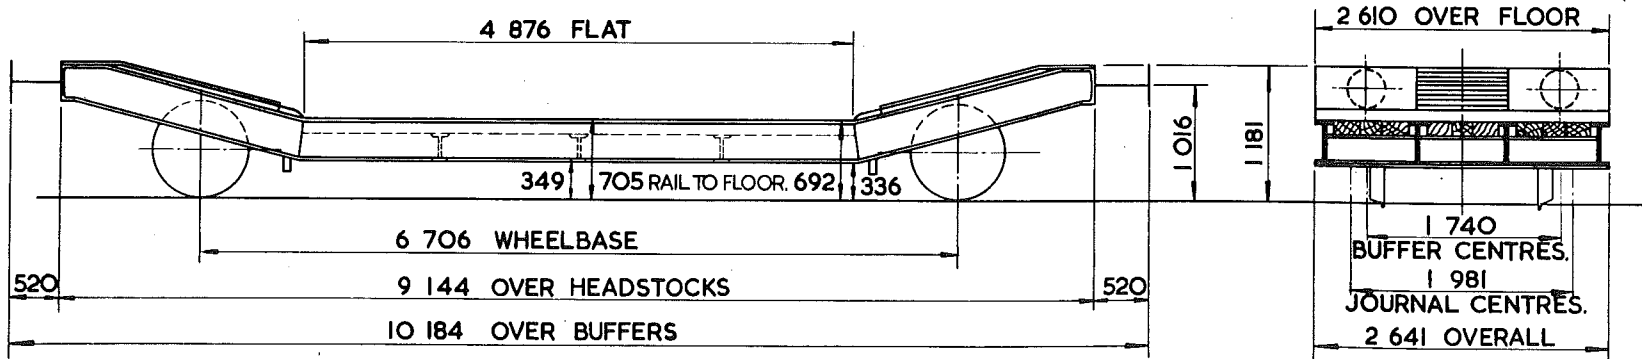 4 876 FLAT
2 610 OVER FLOOR
1 016
1 181
349
705 RAIL TO FLOOR. 692
336
6 706 WHEELBASE
1 740
BUFFER CENTRES.
520
9 144 OVER HEADSTOCKS
520
1 981
JOURNAL CENTRES.
10 184 OVER BUFFERS
2 641 OVERALL